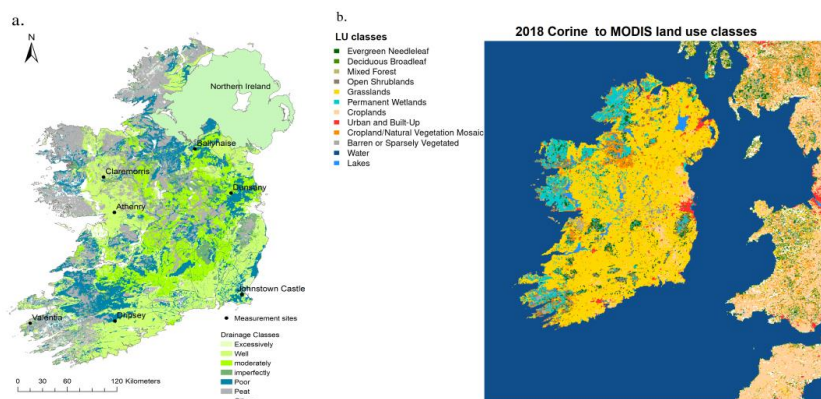 a.
N
Northern Ireland
Ballyhaise
Claremorris
Dunsany
Athenry
Johnstown Castle
Valentia
Dripsey
Measurement sites
Drainage Classes
Excessively
Well
moderately
imperfectly
Poor
Peat
0 15 30 60 90 120 Kilometers
b.
LU classes
Evergreen Needleleaf
Deciduous Broadleaf
Mixed Forest
Open Shrublands
Grasslands
Permanent Wetlands
Croplands
Urban and Built-Up
Cropland/Natural Vegetation Mosaic
Barren or Sparsely Vegetated
Water
Lakes
2018 Corine to MODIS land use classes